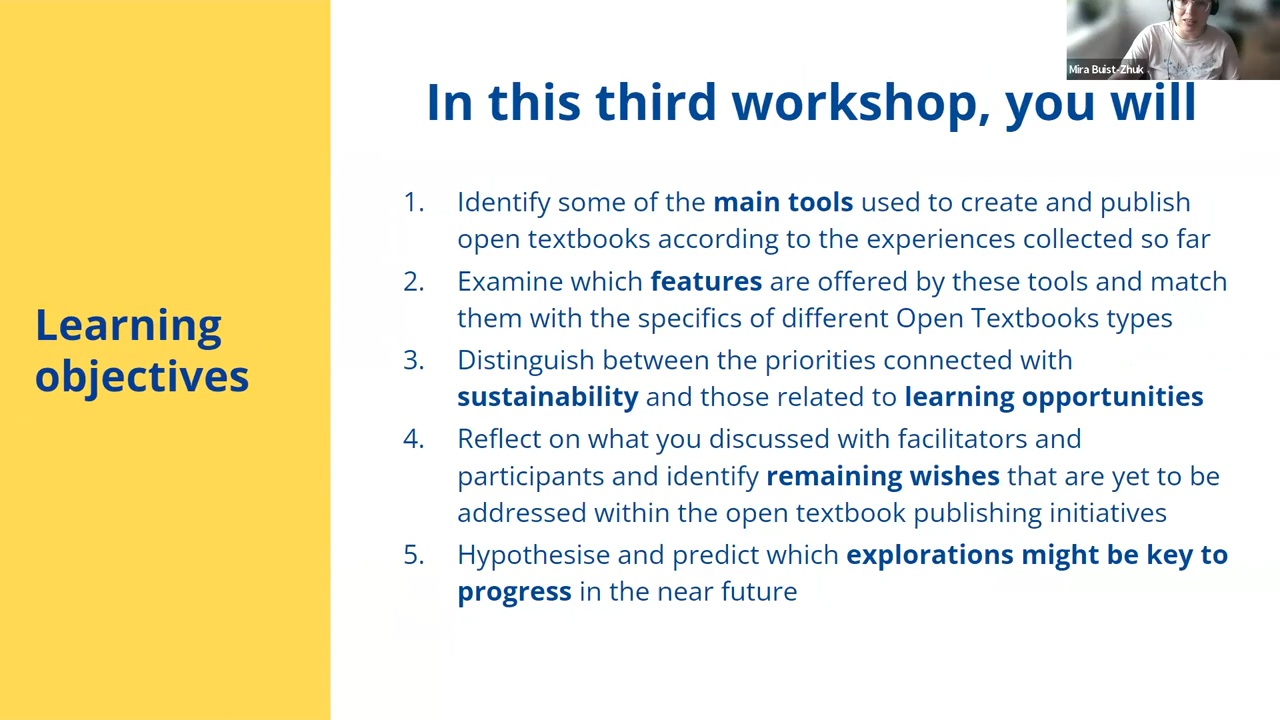 Mira Buist-Zhuk
In this third workshop, you will
Learning
objectives
1. Identify some of the main tools used to create and publish
open textbooks according to the experiences collected so far
2. Examine which features are offered by these tools and match
them with the specifics of different Open Textbooks types
3. Distinguish between the priorities connected with
sustainability and those related to learning opportunities
4. Reflect on what you discussed with facilitators and
participants and identify remaining wishes that are yet to be
addressed within the open textbook publishing initiatives
5. Hypothesise and predict which explorations might be key to
progress in the near future